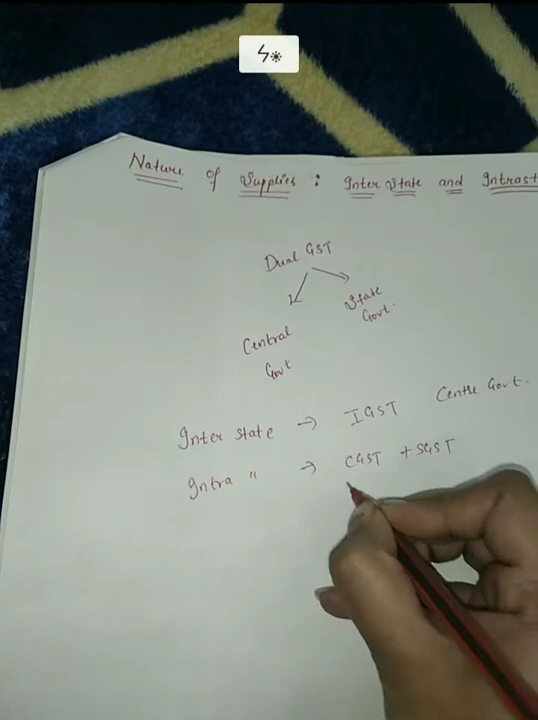 Nature of Supplies : Inter State and Intrast
Dual GST
State
Govt.
Central
Govt
Inter State → IGST Centre Govt.
Intra " → CGST + SGST